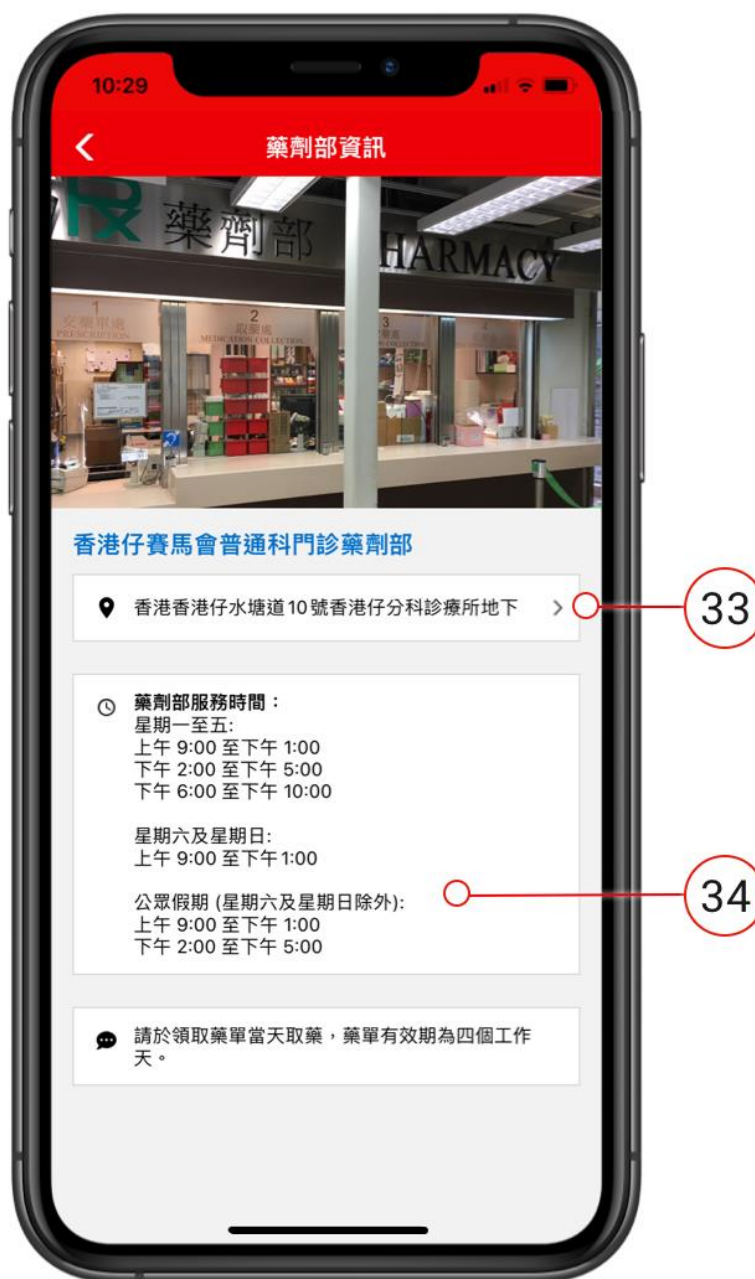 10:29
藥劑部資訊
藥劑部 PHARMACY
1
交藥單處
PRESCRIPTION
2
取藥處
MEDICATION COLLECTION
3
4
香港仔賽馬會普通科門診藥劑部
香港香港仔水塘道10號香港仔分科診療所地下
33
藥劑部服務時間：
星期一至五:
上午 9:00 至下午 1:00
下午 2:00 至下午 5:00
下午 6:00 至下午 10:00
星期六及星期日:
上午 9:00 至下午1:00
34
公眾假期 (星期六及星期日除外):
上午 9:00 至下午 1:00
下午 2:00 至下午 5:00
請於領取藥單當天取藥，藥單有效期為四個工作
天。